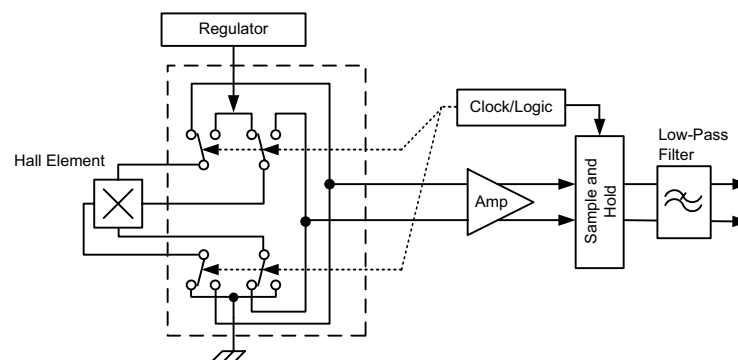 Regulator
Clock/Logic
Hall Element
Amp
Sample and
Hold
Low-Pass
Filter